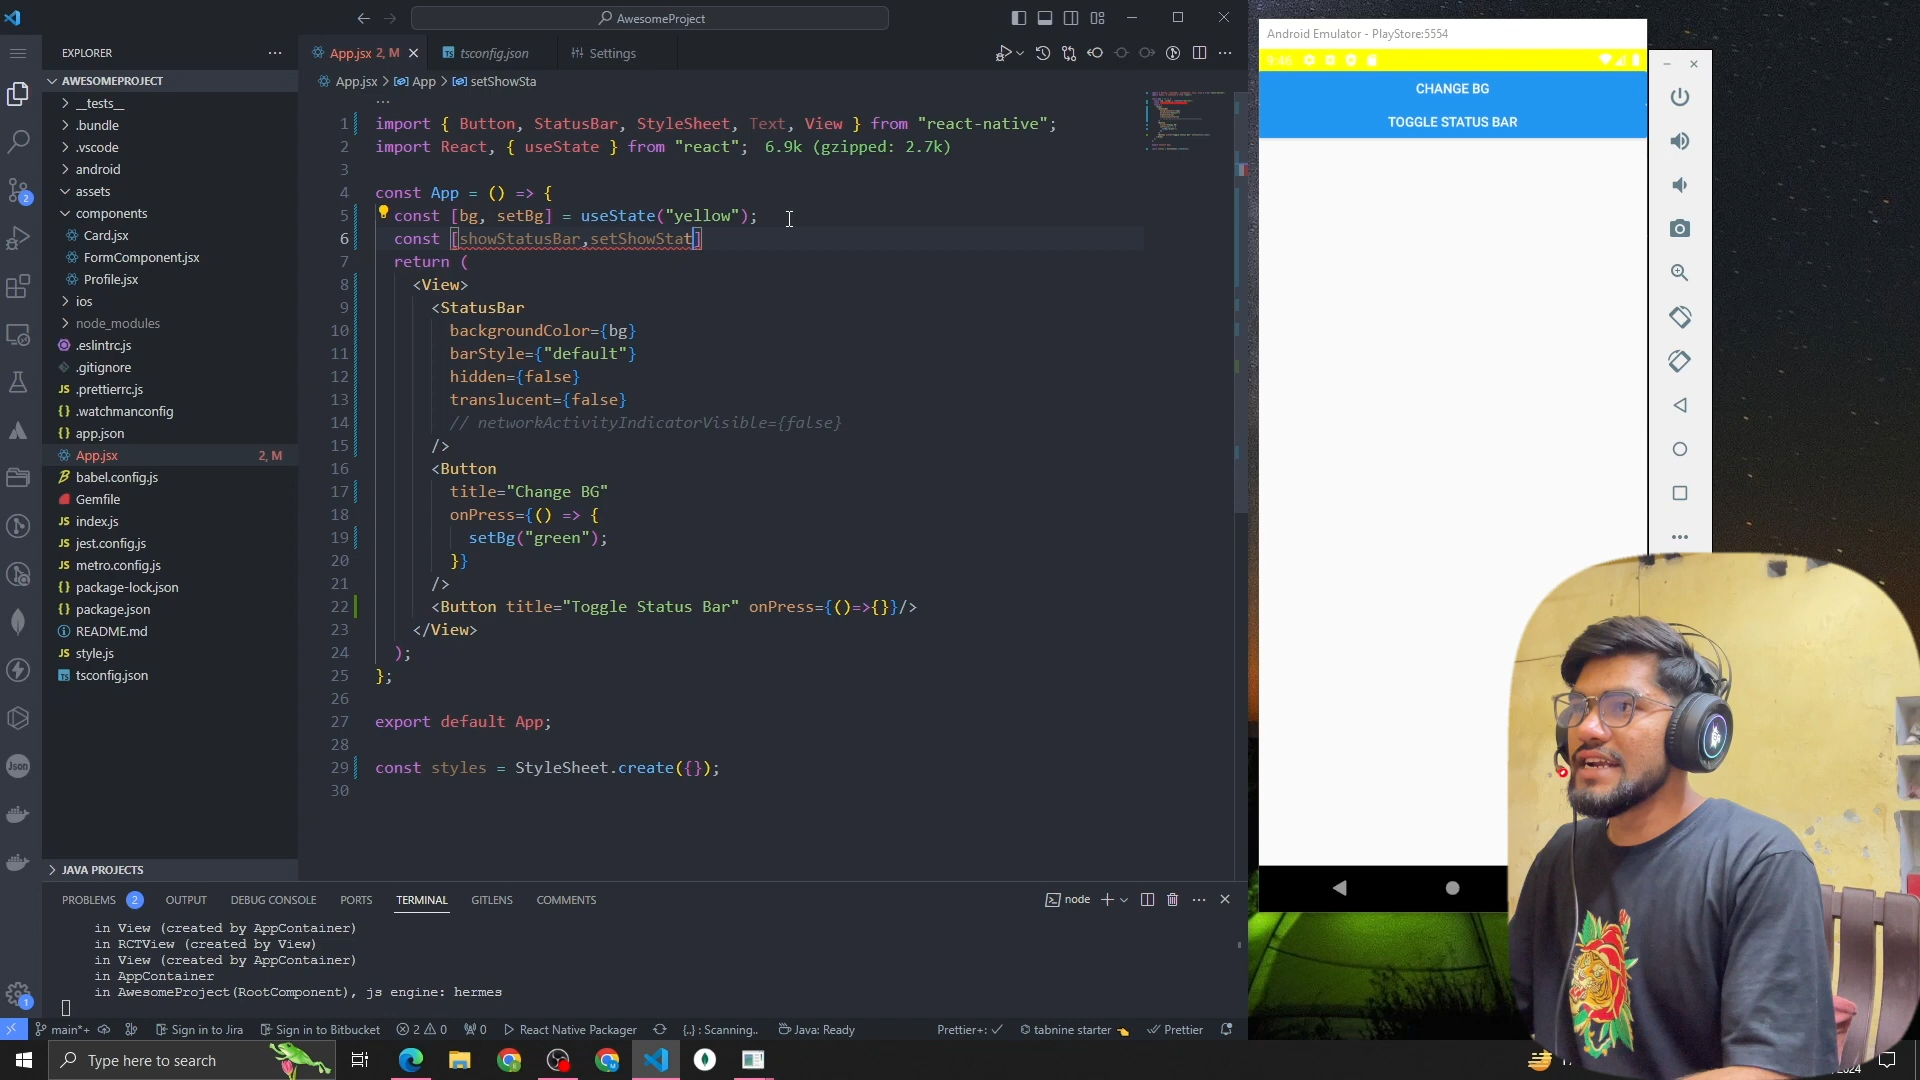 AwesomeProject
EXPLORER
AWESOMEPROJECT
__tests__
.bundle
.vscode
android
assets
components
Card.jsx
FormComponent.jsx
Profile.jsx
ios
node_modules
.eslintrc.js
.gitignore
.prettierrc.js
.watchmanconfig
app.json
App.jsx 2, M
babel.config.js
Gemfile
index.js
jest.config.js
metro.config.js
package-lock.json
package.json
README.md
style.js
tsconfig.json
JAVA PROJECTS
App.jsx 2, M
tsconfig.json
Settings
App.jsx > App > setShowSta
1 import { Button, StatusBar, StyleSheet, Text, View } from "react-native";
2 import React, { useState } from "react"; 6.9k (gzipped: 2.7k)
3
4 const App = () => {
5 const [bg, setBg] = useState("yellow");
6 const [showStatusBar,setShowStat]
7 return (
8 <View>
9 <StatusBar
10 backgroundColor={bg}
11 barStyle={"default"}
12 hidden={false}
13 translucent={false}
14 // networkActivityIndicatorVisible={false}
15 />
16 <Button
17 title="Change BG"
18 onPress={() => {
19 setBg("green");
20 }}
21 />
22 <Button title="Toggle Status Bar" onPress={()=>{}}/>
23 </View>
24 );
25 };
26
27 export default App;
28
29 const styles = StyleSheet.create({});
30
PROBLEMS 2 OUTPUT DEBUG CONSOLE PORTS TERMINAL GITLENS COMMENTS
node
in View (created by AppContainer)
in RCTView (created by View)
in View (created by AppContainer)
in AppContainer
in AwesomeProject(RootComponent), js engine: hermes
main*+ Sign in to Jira Sign in to Bitbucket 2 0 0 React Native Packager {..} : Scanning.. Java: Ready Prettier+: tabnine starter Prettier
Type here to search
Android Emulator - PlayStore:5554
CHANGE BG
TOGGLE STATUS BAR
2
1
Json